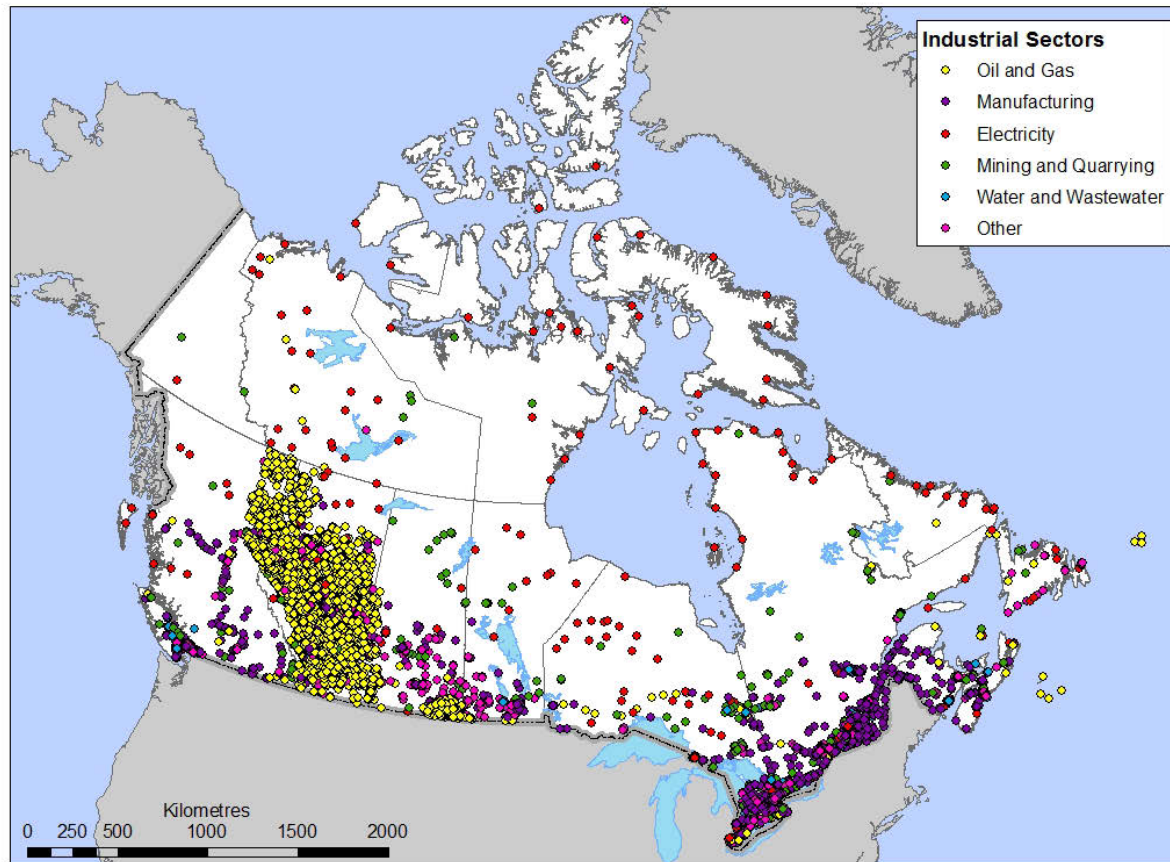 Industrial Sectors
Oil and Gas
Manufacturing
Electricity
Mining and Quarrying
Water and Wastewater
Other
Kilometres
0 250 500 1000 1500 2000